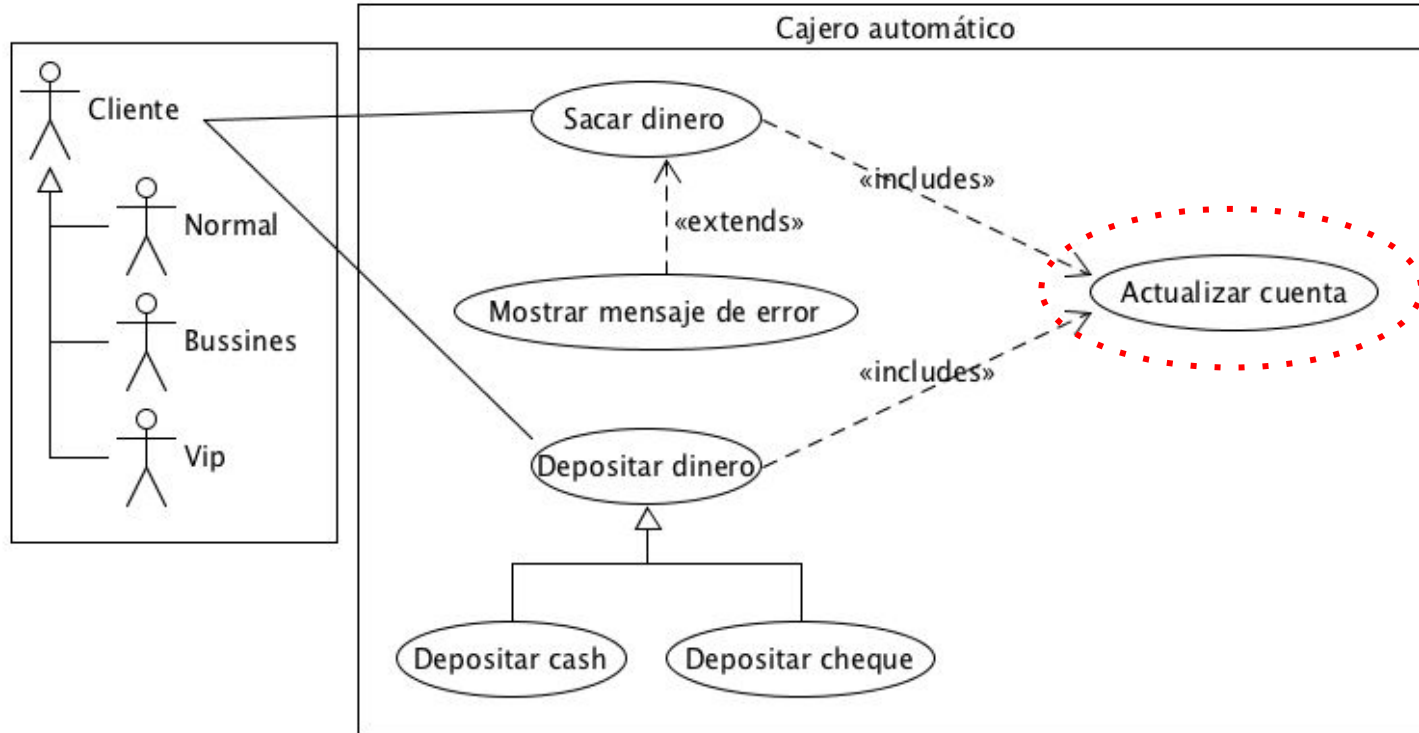 Cajero automático
Cliente
Normal
Bussines
Vip
Sacar dinero
«includes»
«extends»
Mostrar mensaje de error
Actualizar cuenta
«includes»
Depositar dinero
Depositar cash
Depositar cheque